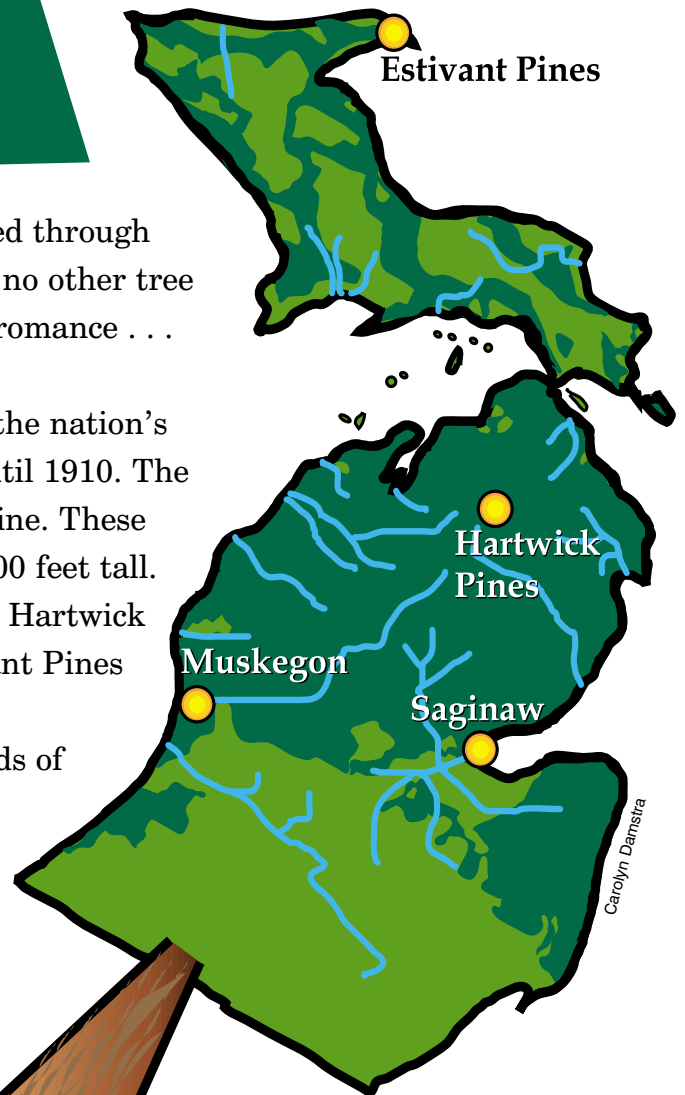 Estivant Pines
ed through
no other tree
romance . . .
the nation's
til 1910. The
ine. These
00 feet tall.
Hartwick
nt Pines
ds of
Hartwick
Pines
Muskegon
Saginaw
Carolyn Damstra